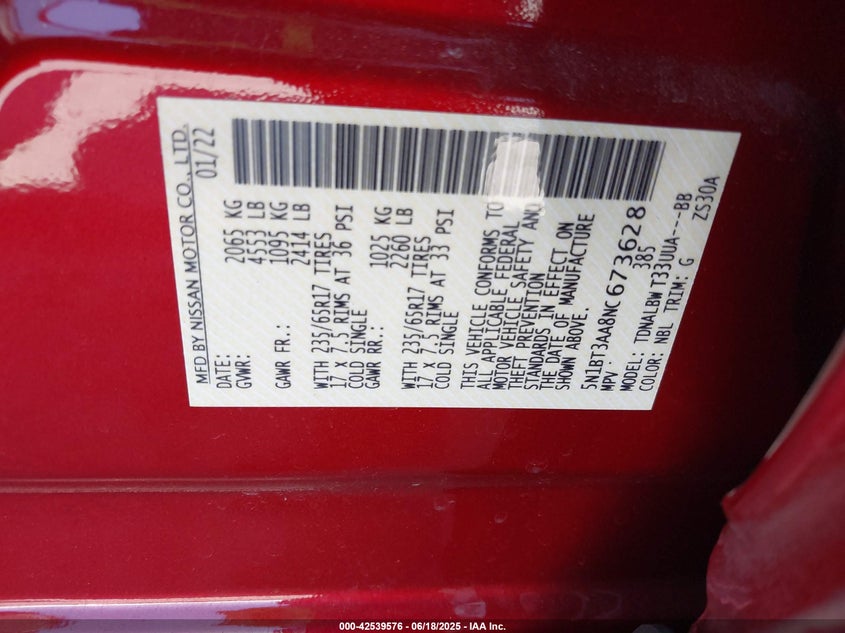 MFD BY NISSAN MOTOR CO., LTD.
DATE: 01/22
GVWR: 2065 KG
4553 LB
GAWR FR.: 1095 KG
2414 LB
WITH 235/65R17 TIRES
17 X 7.5 RIMS AT 36 PSI
COLD SINGLE
GAWR RR.: 1025 KG
2260 LB
WITH 235/65R17 TIRES
17 X 7.5 RIMS AT 33 PSI
COLD SINGLE
THIS VEHICLE CONFORMS TO
ALL APPLICABLE FEDERAL
MOTOR VEHICLE SAFETY AND
THEFT PREVENTION
STANDARDS IN EFFECT ON
THE DATE OF MANUFACTURE
SHOWN ABOVE.
5N1BT3AA8NC673628
MPV: 385
MODEL: TDNALBW T33UUA---BB
COLOR: NBL TRIM: G ZS30A
000-42539576 - 06/18/2025 - IAA Inc.